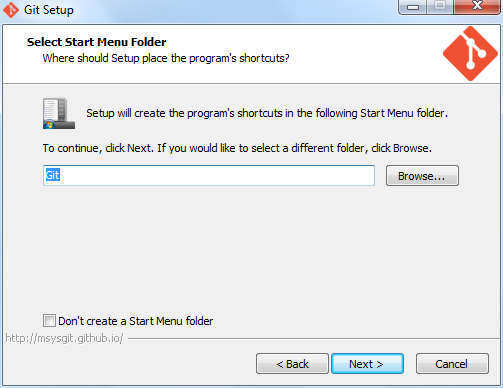 Git Setup
Select Start Menu Folder
Where should Setup place the program's shortcuts?
Setup will create the program's shortcuts in the following Start Menu folder.
To continue, click Next. If you would like to select a different folder, click Browse.
Git
Browse...
Don't create a Start Menu folder
http://msysgit.github.io/
< Back
Next >
Cancel